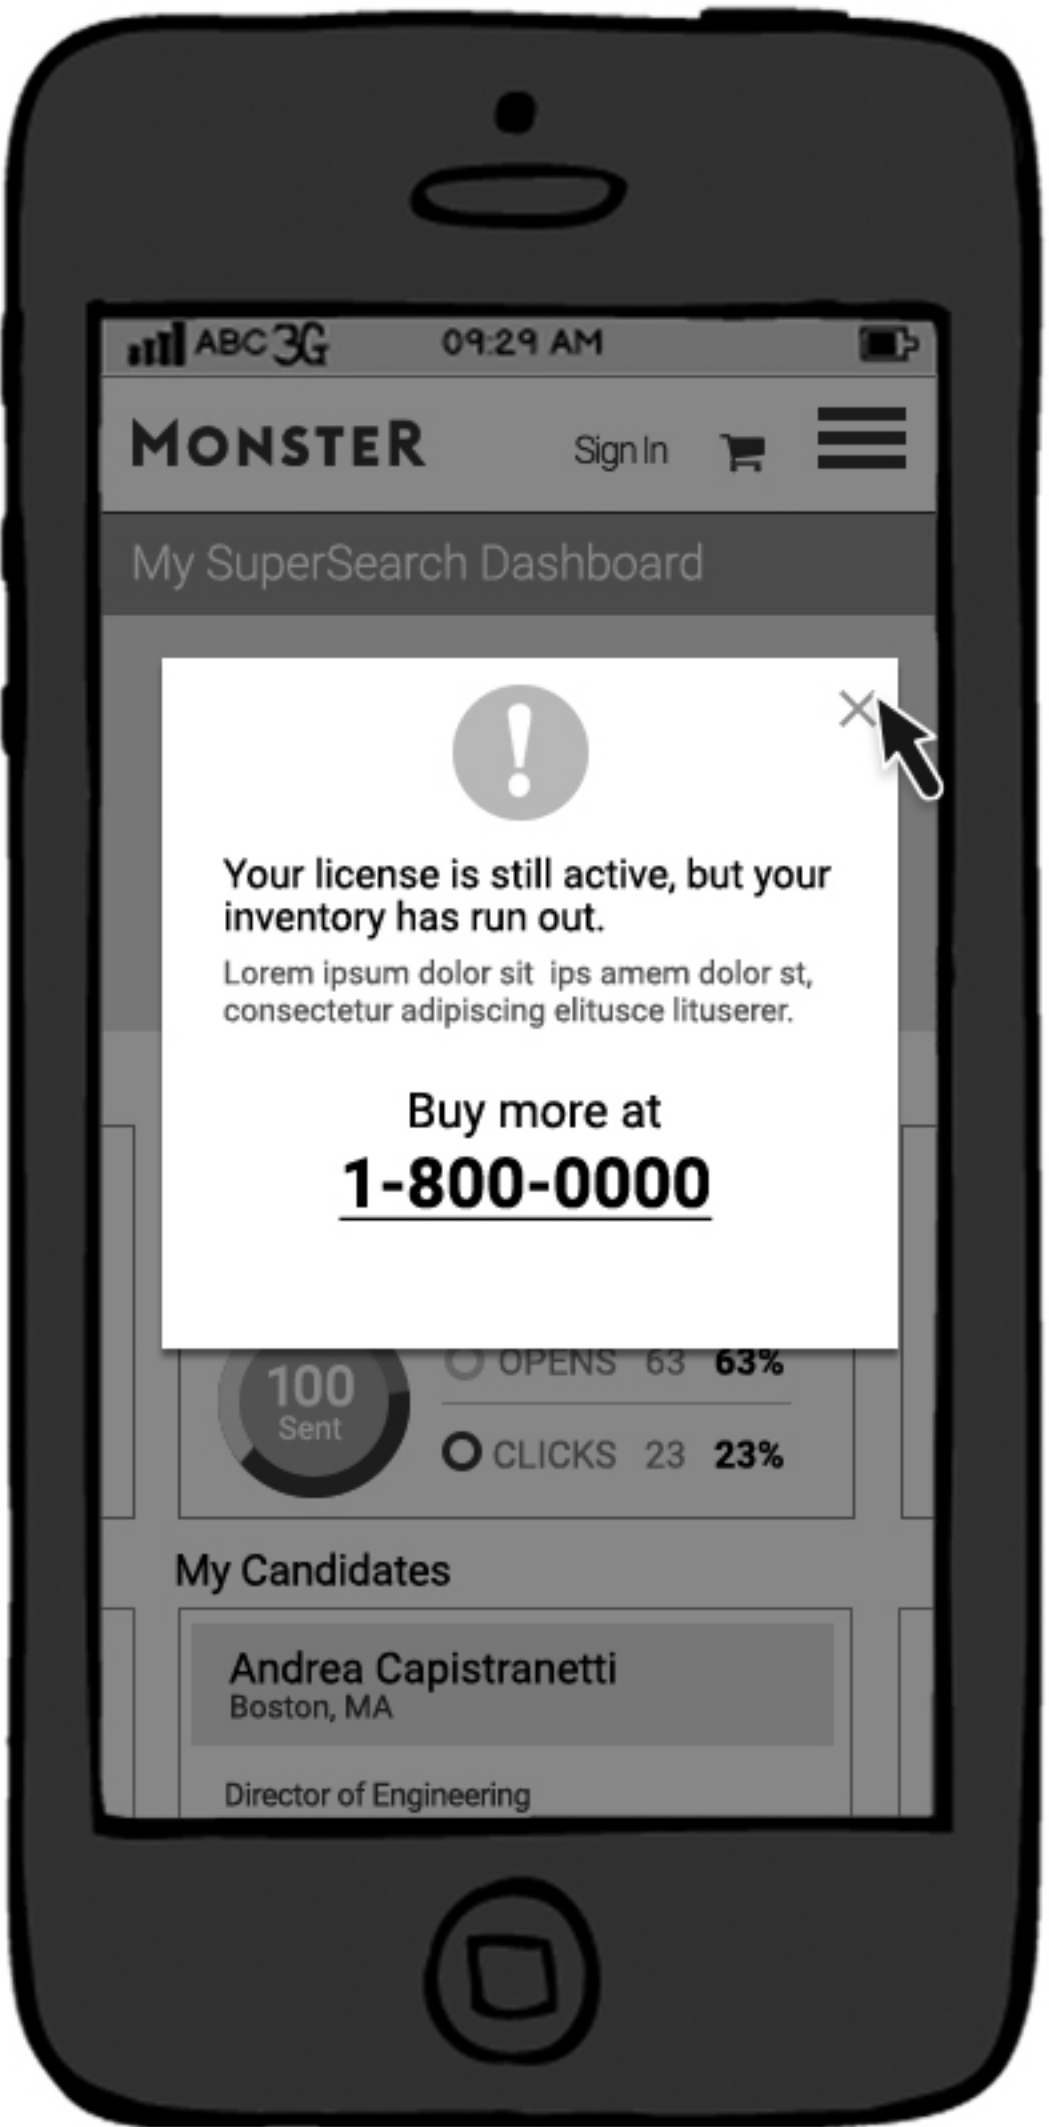 ABC 3G 09:29 AM
MONSTER Sign In
My SuperSearch Dashboard
Your license is still active, but your
inventory has run out.
Lorem ipsum dolor sit ips amem dolor st,
consectetur adipiscing elitusce lituserer.
Buy more at
1-800-0000
100
Sent
OPENS 63 63%
CLICKS 23 23%
My Candidates
Andrea Capistranetti
Boston, MA
Director of Engineering